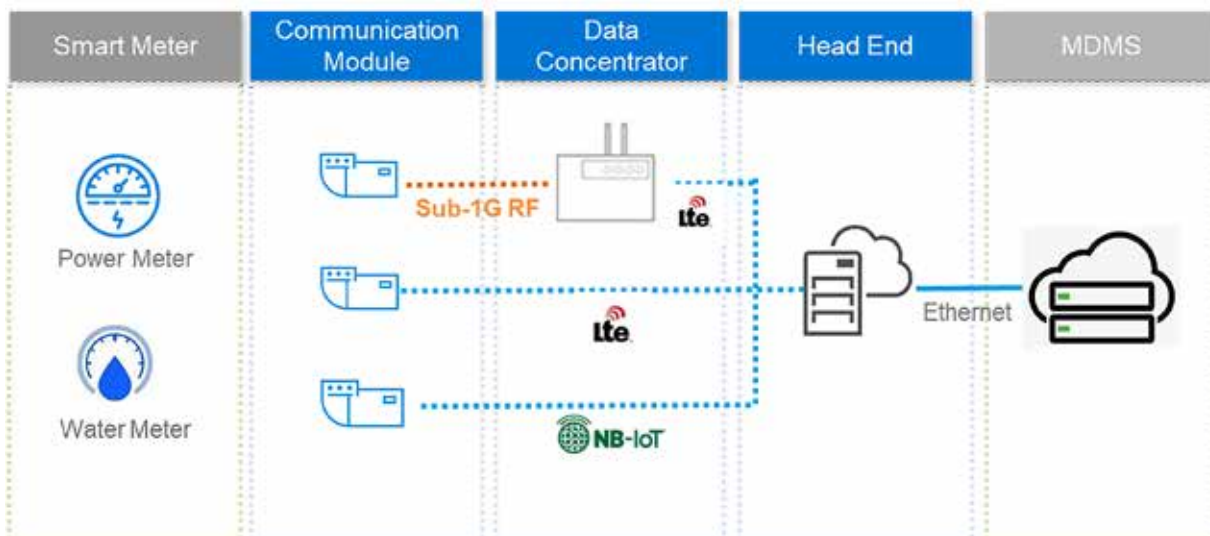 Smart Meter
Communication
Module
Data
Concentrator
Head End
MDMS
Sub-1G RF
Lte
Power Meter
Ethernet
Lte
Water Meter
NB-IoT